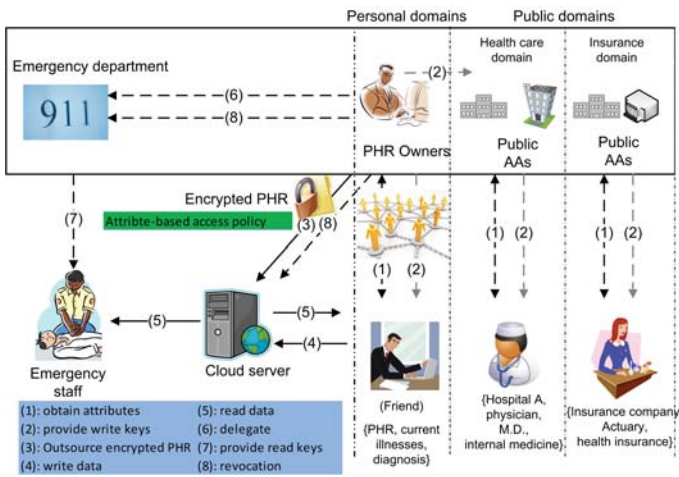 Personal domains
Public domains
Emergency department
Health care
domain
Insurance
domain
(2)
911
(6)
(8)
PHR Owners
Public
AAs
Public
AAs
Encrypted PHR
Attribte-based access policy
(3)
(8)
(7)
(1)
(2)
(1)
(2)
(1)
(2)
(5)
(5)
(4)
Emergency
staff
Cloud server
(Friend)
{PHR, current
illnesses,
diagnosis}
{Hospital A,
physician,
M.D.,
internal medicine}
{Insurance company,
Actuary,
health insurance}
(1): obtain attributes
(2): provide write keys
(3): Outsource encrypted PHR
(4): write data
(5): read data
(6): delegate
(7): provide read keys
(8): revocation